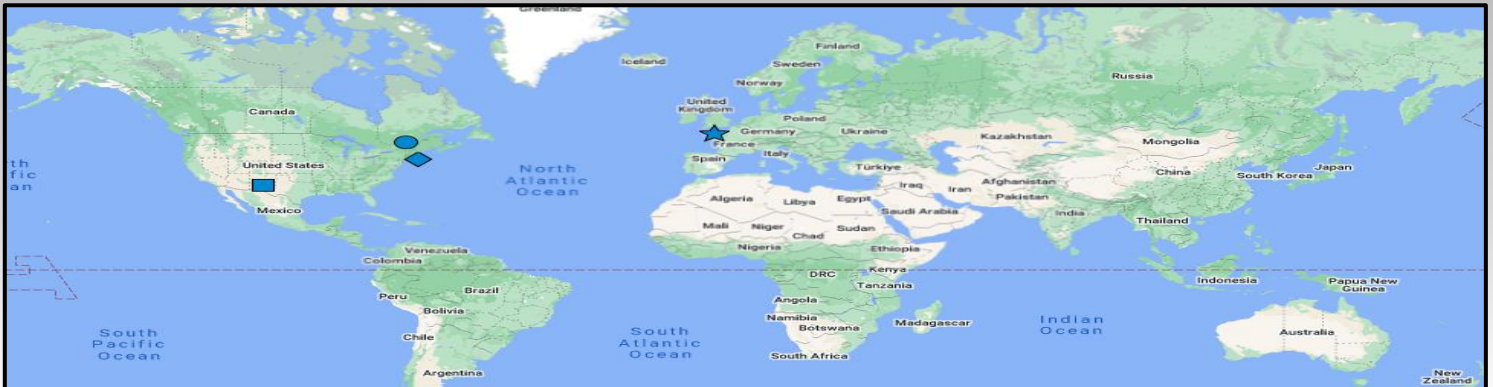 Greenland
Iceland
Finland
Sweden
Norway
Russia
United
Kingdom
Canada
Poland
Germany
Ukraine
Kazakhstan
Mongolia
France
th
fic
an
United States
North
Atlantic
Ocean
Spain
Italy
Türkiye
China
South Korea
Japan
Iraq
Iran
Afghanistan
Pakistan
Algeria
Libya
Egypt
Saudi Arabia
India
Mexico
Mali
Niger
Chad
Sudan
Thailand
Venezuela
Colombia
Nigeria
Ethiopia
DRC
Kenya
Tanzania
Indonesia
Papua New
Guinea
Peru
Brazil
Bolivia
Angola
Namibia
Botswana
Madagascar
Indian
Ocean
Australia
South
Pacific
Ocean
Chile
South
Atlantic
Ocean
South Africa
Argentina
New
Zealand